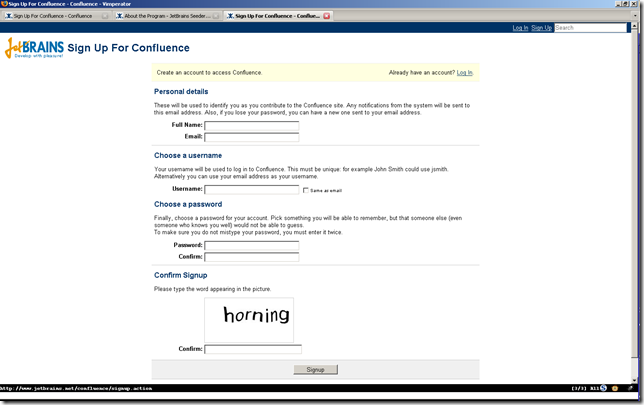 Sign Up For Confluence - Confluence - Vimperator
Sign Up For Confluence - Confluence
About the Program - JetBrains Seeder...
Sign Up For Confluence - Conflue...
Log In Sign Up Search
JetBRAINS
Develop with pleasure!
Sign Up For Confluence
Create an account to access Confluence.
Already have an account? Log In.
Personal details
These will be used to identify you as you contribute to the Confluence site. Any notifications from the system will be sent to
this email address. Also, if you lose your password, you can have a new one sent to your email address.
Full Name:
Email:
Choose a username
Your username will be used to log in to Confluence. This must be unique: for example John Smith could use jsmith.
Alternatively you can use your email address as your username.
Username:
Same as email
Choose a password
Finally, choose a password for your account. Pick something you will be able to remember, but that someone else (even
someone who knows you well) would not be able to guess.
To make sure you do not mistype your password, you must enter it twice.
Password:
Confirm:
Confirm Signup
Please type the word appearing in the picture.
horning
Confirm:
Signup
http://www.jetbrains.net/confluence/signup.action
[3/3] All